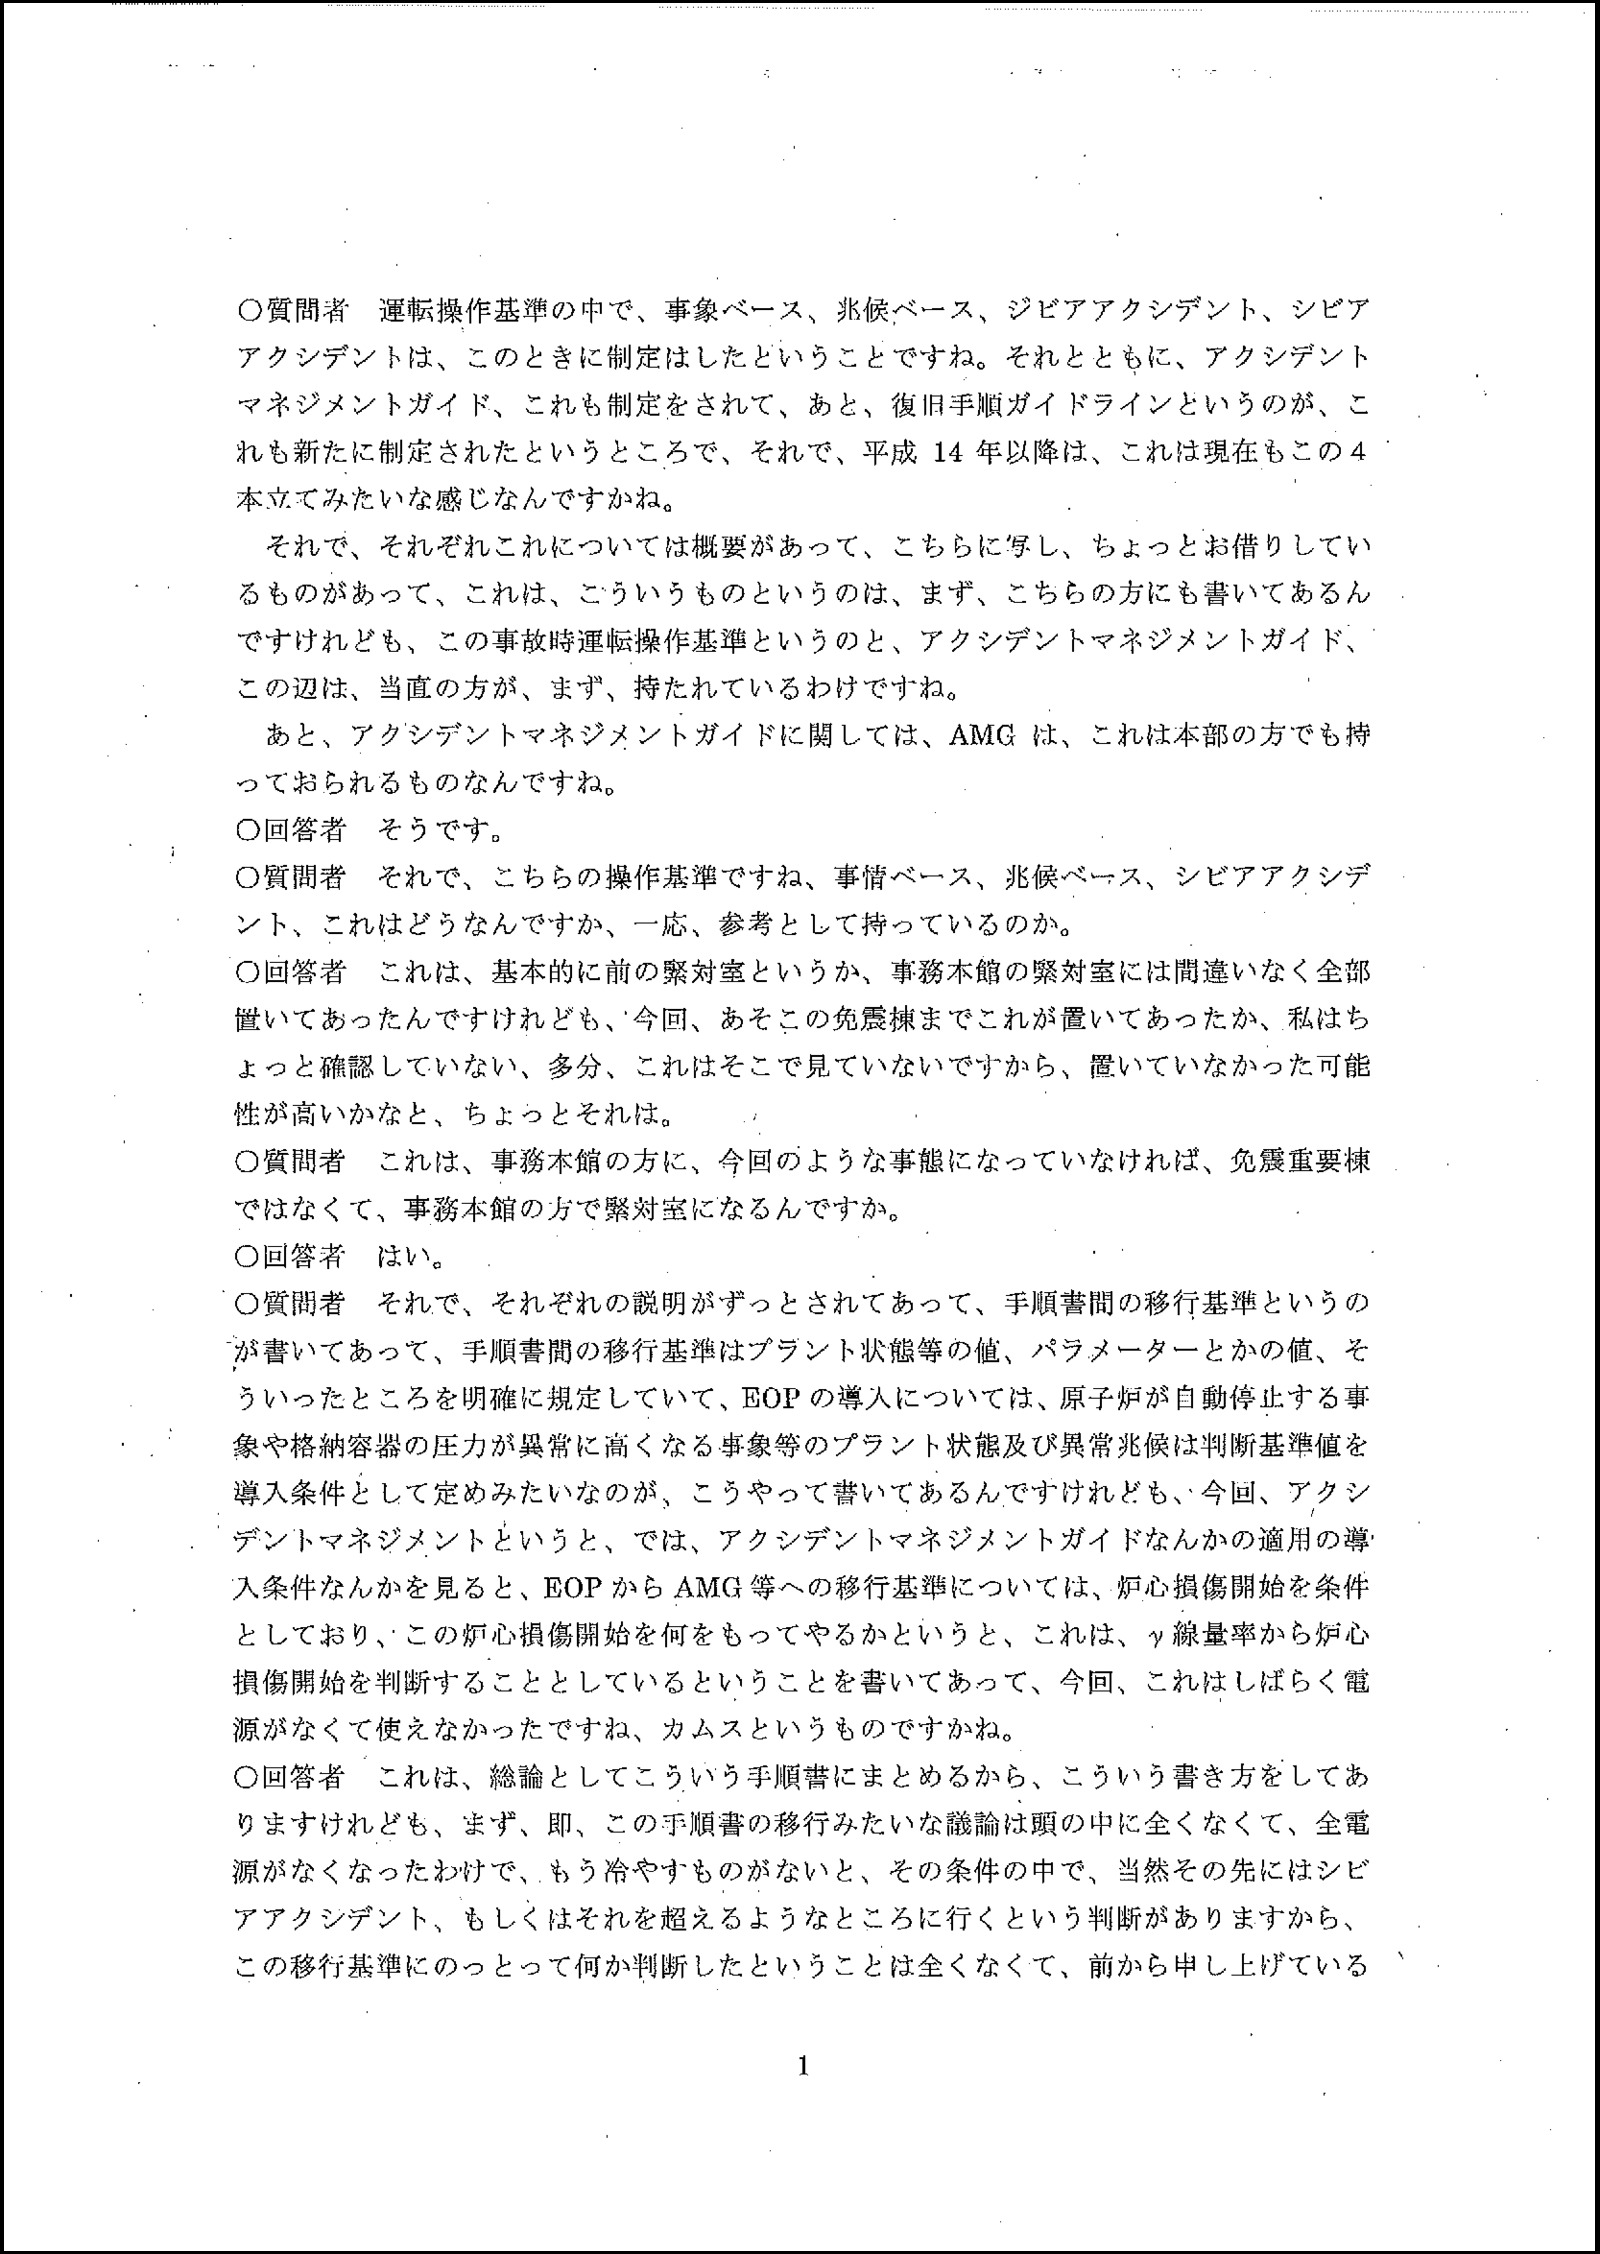 ○質問者　運転操作基準の中で、事象ベース、兆候ベース、ジビアアクシデント、シビア
アクシデントは、このときに制定はしたということですね。それとともに、アクシデント
マネジメントガイド、これも制定をされて、あと、復旧手順ガイドラインというのが、こ
れも新たに制定されたというところで、それで、平成 14 年以降は、これは現在もこの４
本立てみたいな感じなんですかね。
　それで、それぞれこれについては概要があって、こちらに写し、ちょっとお借りしてい
るものがあって、これは、こういうものというのは、まず、こちらの方にも書いてあるん
ですけれども、この事故時運転操作基準というのと、アクシデントマネジメントガイド、
この辺は、当直の方が、まず、持たれているわけですね。
　あと、アクシデントマネジメントガイドに関しては、AMG は、これは本部の方でも持
っておられるものなんですね。
○回答者　そうです。
○質問者　それで、こちらの操作基準ですね、事情ベース、兆候ベース、シビアアクシデ
ント、これはどうなんですか、一応、参考として持っているのか。
○回答者　これは、基本的に前の緊対室というか、事務本館の緊対室には間違いなく全部
置いてあったんですけれども、今回、あそこの免震棟までこれが置いてあったか、私はち
ょっと確認していない、多分、これはそこで見ていないですから、置いていなかった可能
性が高いかなと、ちょっとそれは。
○質問者　これは、事務本館の方に、今回のような事態になっていなければ、免震重要棟
ではなくて、事務本館の方で緊対室になるんですか。
○回答者　はい。
○質問者　それで、それぞれの説明がずっとされてあって、手順書間の移行基準というの
が書いてあって、手順書間の移行基準はプラント状態等の値、パラメーターとかの値、そ
ういったところを明確に規定していて、EOP の導入については、原子炉が自動停止する事
象や格納容器の圧力が異常に高くなる事象等のプラント状態及び異常兆候は判断基準値を
導入条件として定めみたいなのが、こうやって書いてあるんですけれども、今回、アクシ
デントマネジメントというと、では、アクシデントマネジメントガイドなんかの適用の導
入条件なんかを見ると、EOP から AMG 等への移行基準については、炉心損傷開始を条件
としており、この炉心損傷開始を何をもってやるかというと、これは、γ線量率から炉心
損傷開始を判断することとしているということを書いてあって、今回、これはしばらく電
源がなくて使えなかったですね、カムスというものですかね。
○回答者　これは、総論としてこういう手順書にまとめるから、こういう書き方をしてあ
りますけれども、まず、即、この手順書の移行みたいな議論は頭の中に全くなくて、全電
源がなくなったわけで、もう冷やすものがないと、その条件の中で、当然その先にはシビ
アアクシデント、もしくはそれを超えるようなところに行くという判断がありますから、
この移行基準にのっとって何か判断したということは全くなくて、前から申し上げている
1